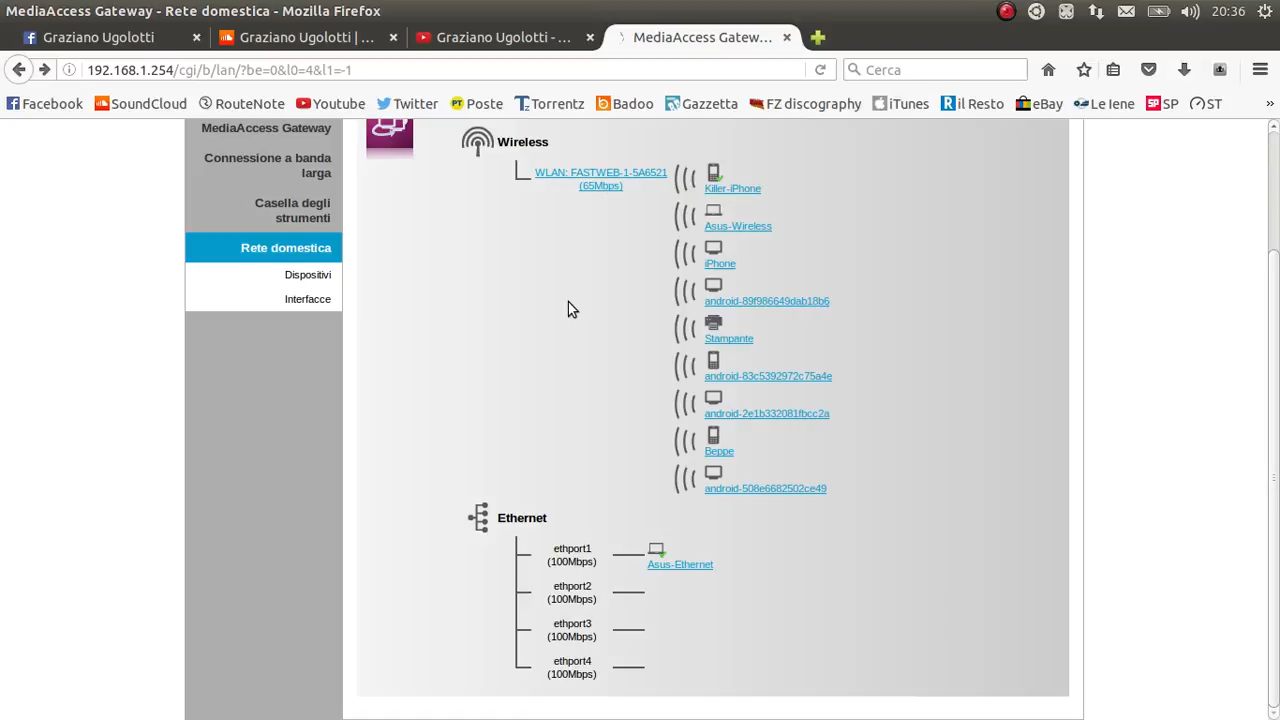 MediaAccess Gateway - Rete domestica - Mozilla Firefox
20:36
Graziano Ugolotti
Graziano Ugolotti | ...
Graziano Ugolotti - ...
MediaAccess Gatew...
192.168.1.254/cgi/b/lan/?be=0&l0=4&l1=-1
Cerca
Facebook
SoundCloud
RouteNote
Youtube
Twitter
Poste
Torrentz
Badoo
Gazzetta
FZ discography
iTunes
il Resto
eBay
Le Iene
SP
ST
MediaAccess Gateway
Connessione a banda
larga
Casella degli
strumenti
Rete domestica
Dispositivi
Interfacce
Wireless
WLAN: FASTWEB-1-5A6521
(65Mbps)
Killer-iPhone
Asus-Wireless
iPhone
android-89f986649dab18b6
Stampante
android-83c5392972c75a4e
android-2e1b332081fbcc2a
Beppe
android-508e6682502ce49
Ethernet
ethport1
(100Mbps)
Asus-Ethernet
ethport2
(100Mbps)
ethport3
(100Mbps)
ethport4
(100Mbps)